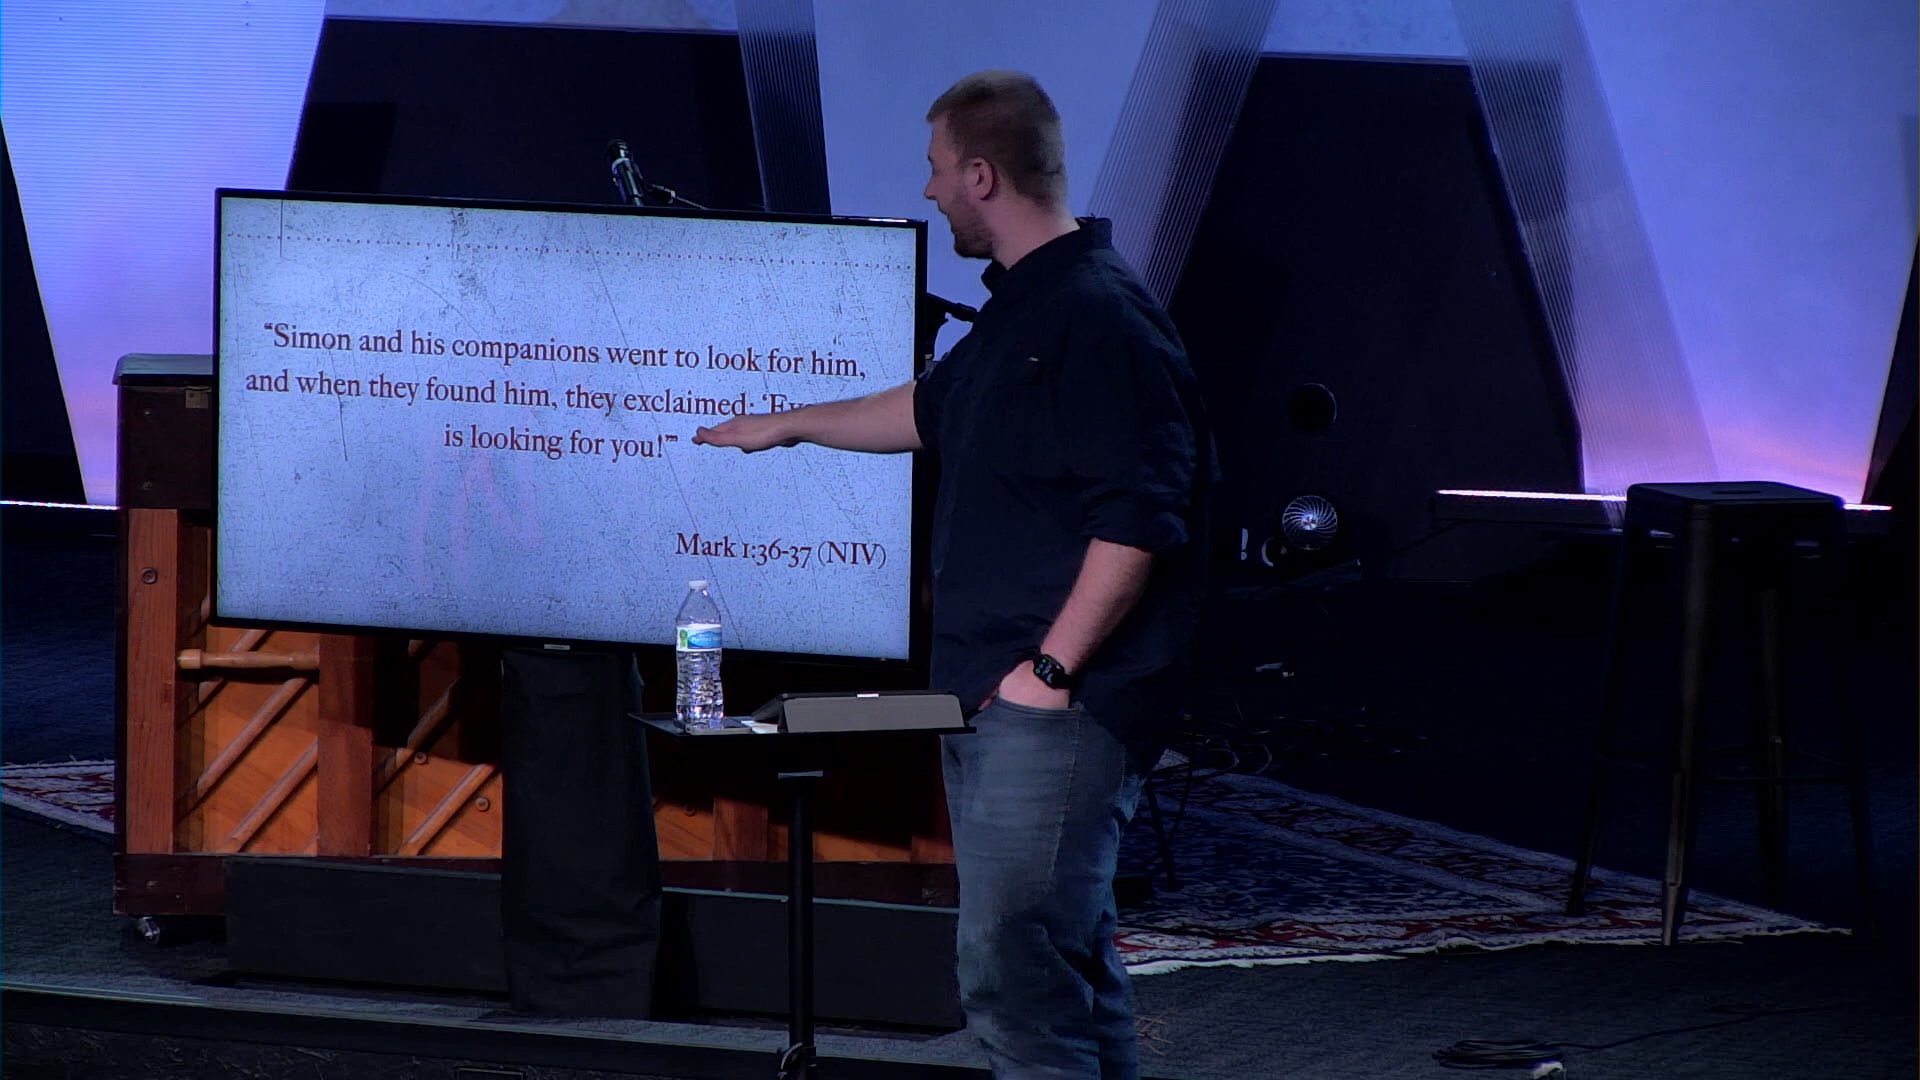 “Simon and his companions went to look for him,
and when they found him, they exclaimed:
is looking for you!’”
Mark 1:36-37 (NIV)